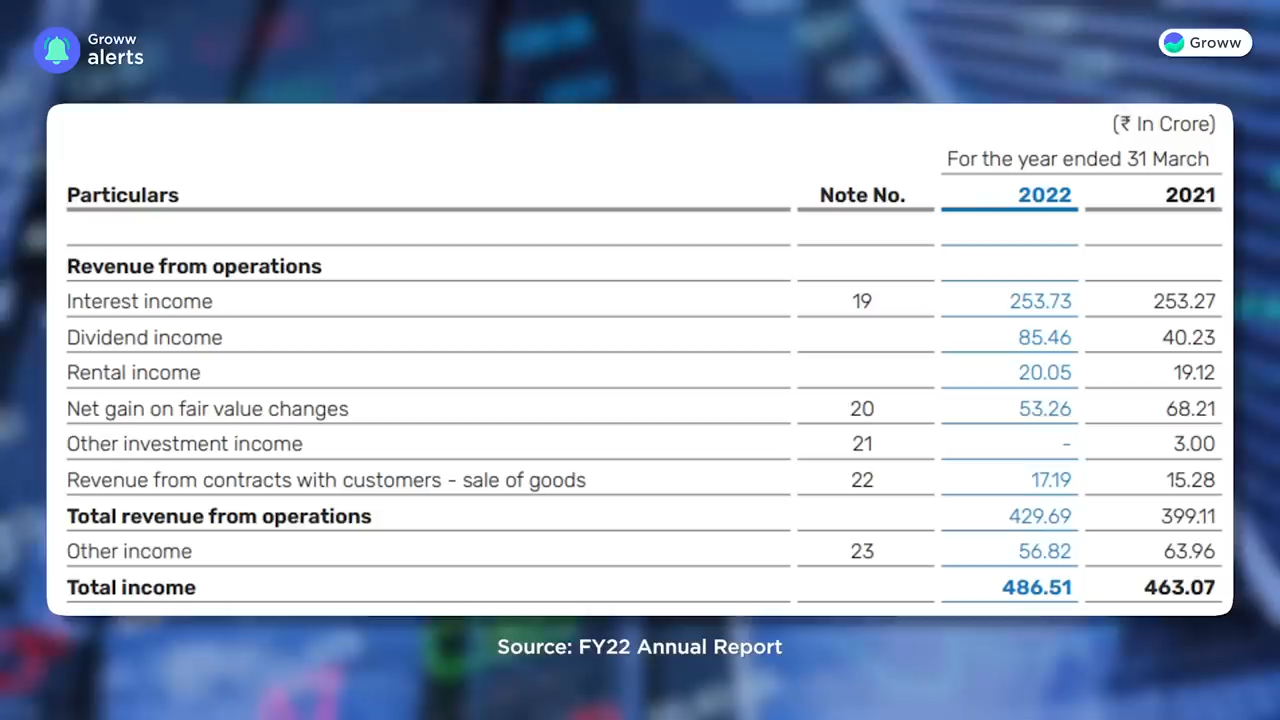 Groww
alerts
Groww
(₹ In Crore)
For the year ended 31 March
Particulars Note No. 2022 2021
Revenue from operations
Interest income 19 253.73 253.27
Dividend income 85.46 40.23
Rental income 20.05 19.12
Net gain on fair value changes 20 53.26 68.21
Other investment income 21 - 3.00
Revenue from contracts with customers - sale of goods 22 17.19 15.28
Total revenue from operations 429.69 399.11
Other income 23 56.82 63.96
Total income 486.51 463.07
Source: FY22 Annual Report